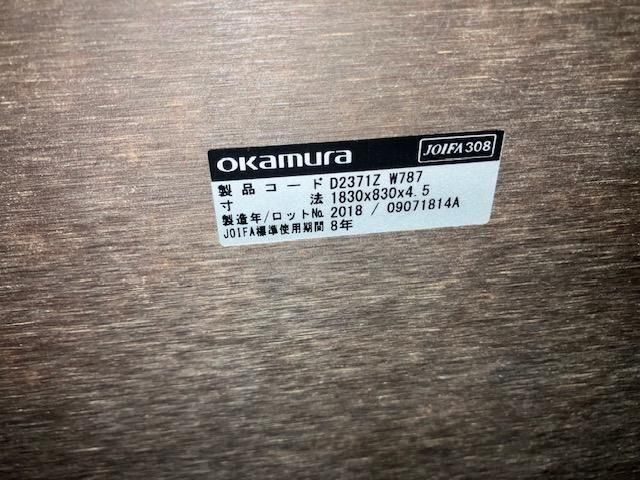 okamura
JOIFA308
製品コード D2371Z W787
寸法 1830x830x4.5
製造年/ロットNo. 2018 / 09071814A
JOIFA標準使用期間 8年